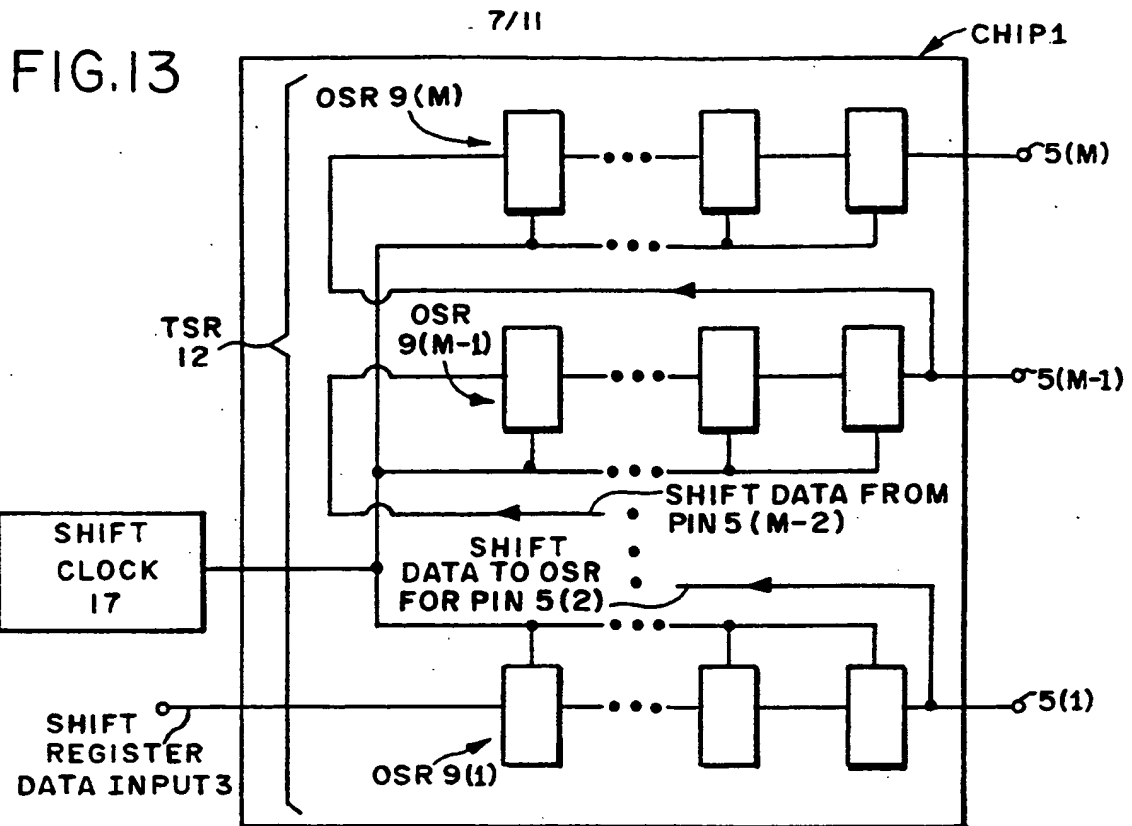 7/11
FIG.13
CHIP1
OSR 9(M)
5(M)
TSR
12
OSR
9(M-1)
5(M-1)
SHIFT DATA FROM
PIN 5(M-2)
SHIFT
CLOCK
17
SHIFT
DATA TO OSR
FOR PIN 5(2)
5(1)
SHIFT
REGISTER
DATA INPUT3
OSR 9(1)